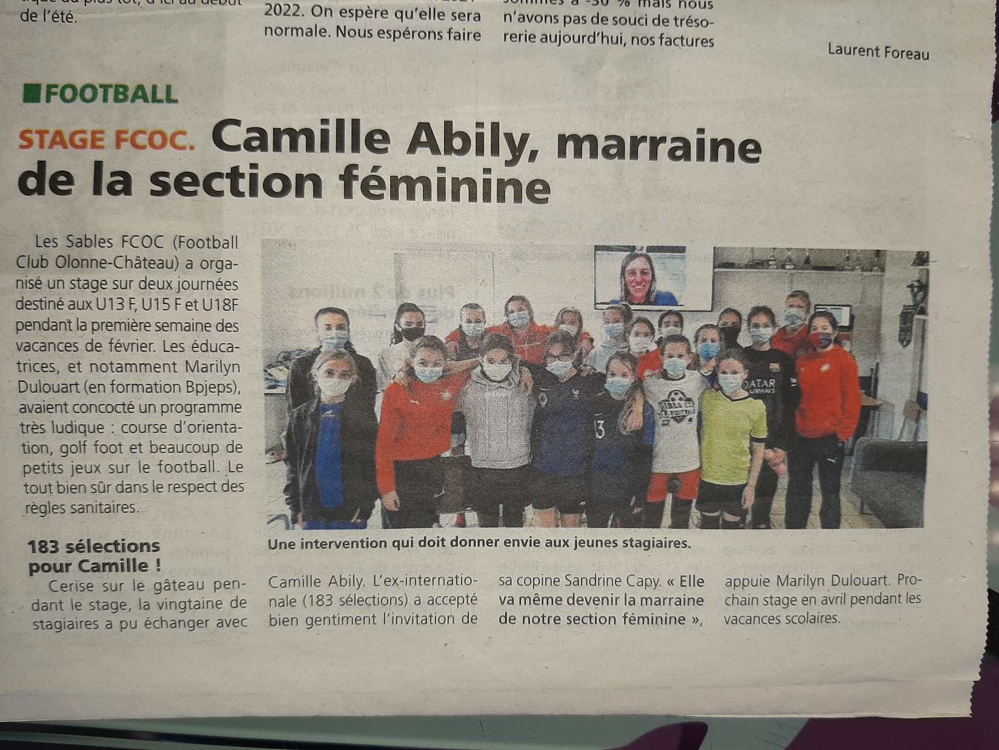 de l'été.
2022. On espère qu'elle sera
normale. Nous espérons faire
sommes à -30 % mais nous
n'avons pas de souci de tréso-
rerie aujourd'hui, nos factures
Laurent Foreau
FOOTBALL
STAGE FCOC. Camille Abily, marraine
de la section féminine
Les Sables FCOC (Football
Club Olonne-Château) a orga-
nisé un stage sur deux journées
destiné aux U13 F, U15 F et U18F
pendant la première semaine des
vacances de février. Les éduca-
trices, et notamment Marilyn
Dulouart (en formation Bpjeps),
avaient concocté un programme
très ludique : course d'orienta-
tion, golf foot et beaucoup de
petits jeux sur le football. Le
tout bien sûr dans le respect des
règles sanitaires.
183 sélections
pour Camille !
Cerise sur le gâteau pen-
dant le stage, la vingtaine de
stagiaires a pu échanger avec
QATAR
AIRWAYS
13
Une intervention qui doit donner envie aux jeunes stagiaires.
Camille Abily. L'ex-internatio-
nale (183 sélections) a accepté
bien gentiment l'invitation de
sa copine Sandrine Capy. « Elle
va même devenir la marraine
de notre section féminine »,
appuie Marilyn Dulouart. Pro-
chain stage en avril pendant les
vacances scolaires.